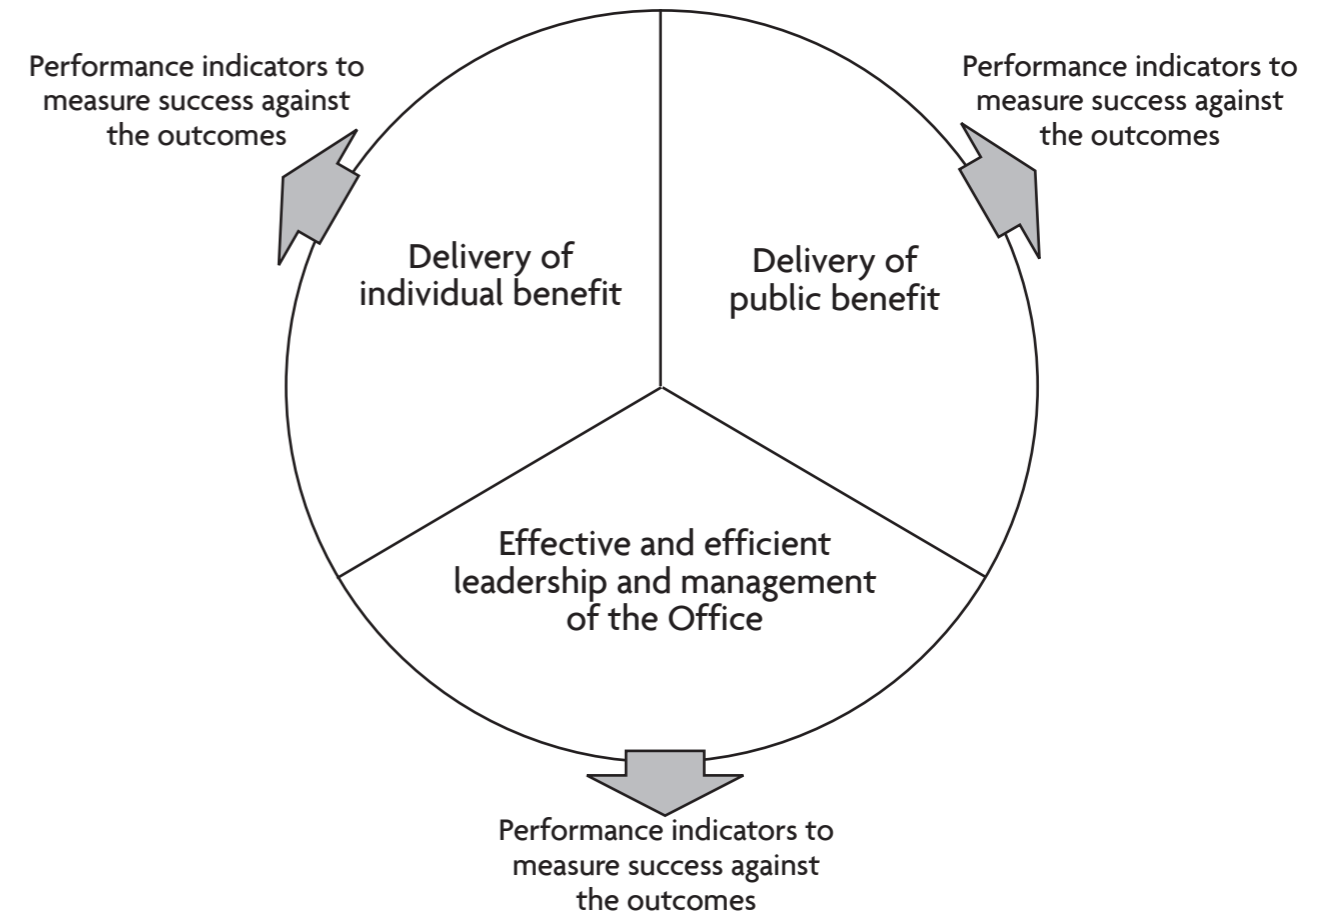 Performance indicators to
measure success against
the outcomes
Performance indicators to
measure success against
the outcomes
Delivery of
individual benefit
Delivery of
public benefit
Effective and efficient
leadership and management
of the Office
Performance indicators to
measure success against
the outcomes